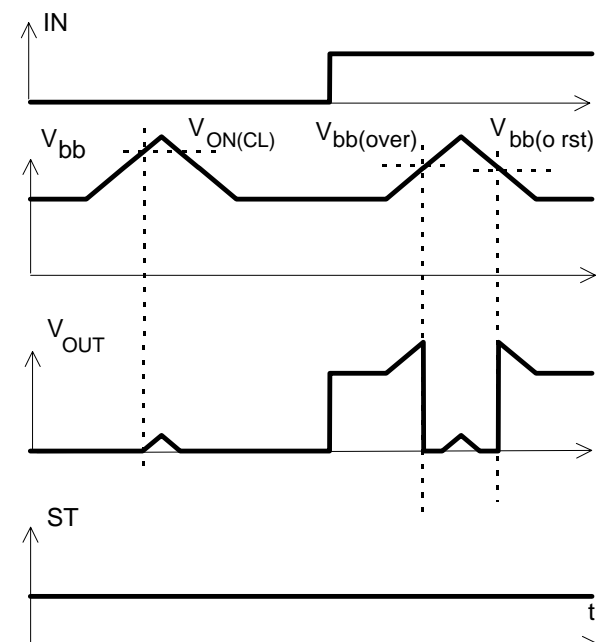 IN
Vbb
VON(CL)
Vbb(over)
Vbb(o rst)
VOUT
ST
t